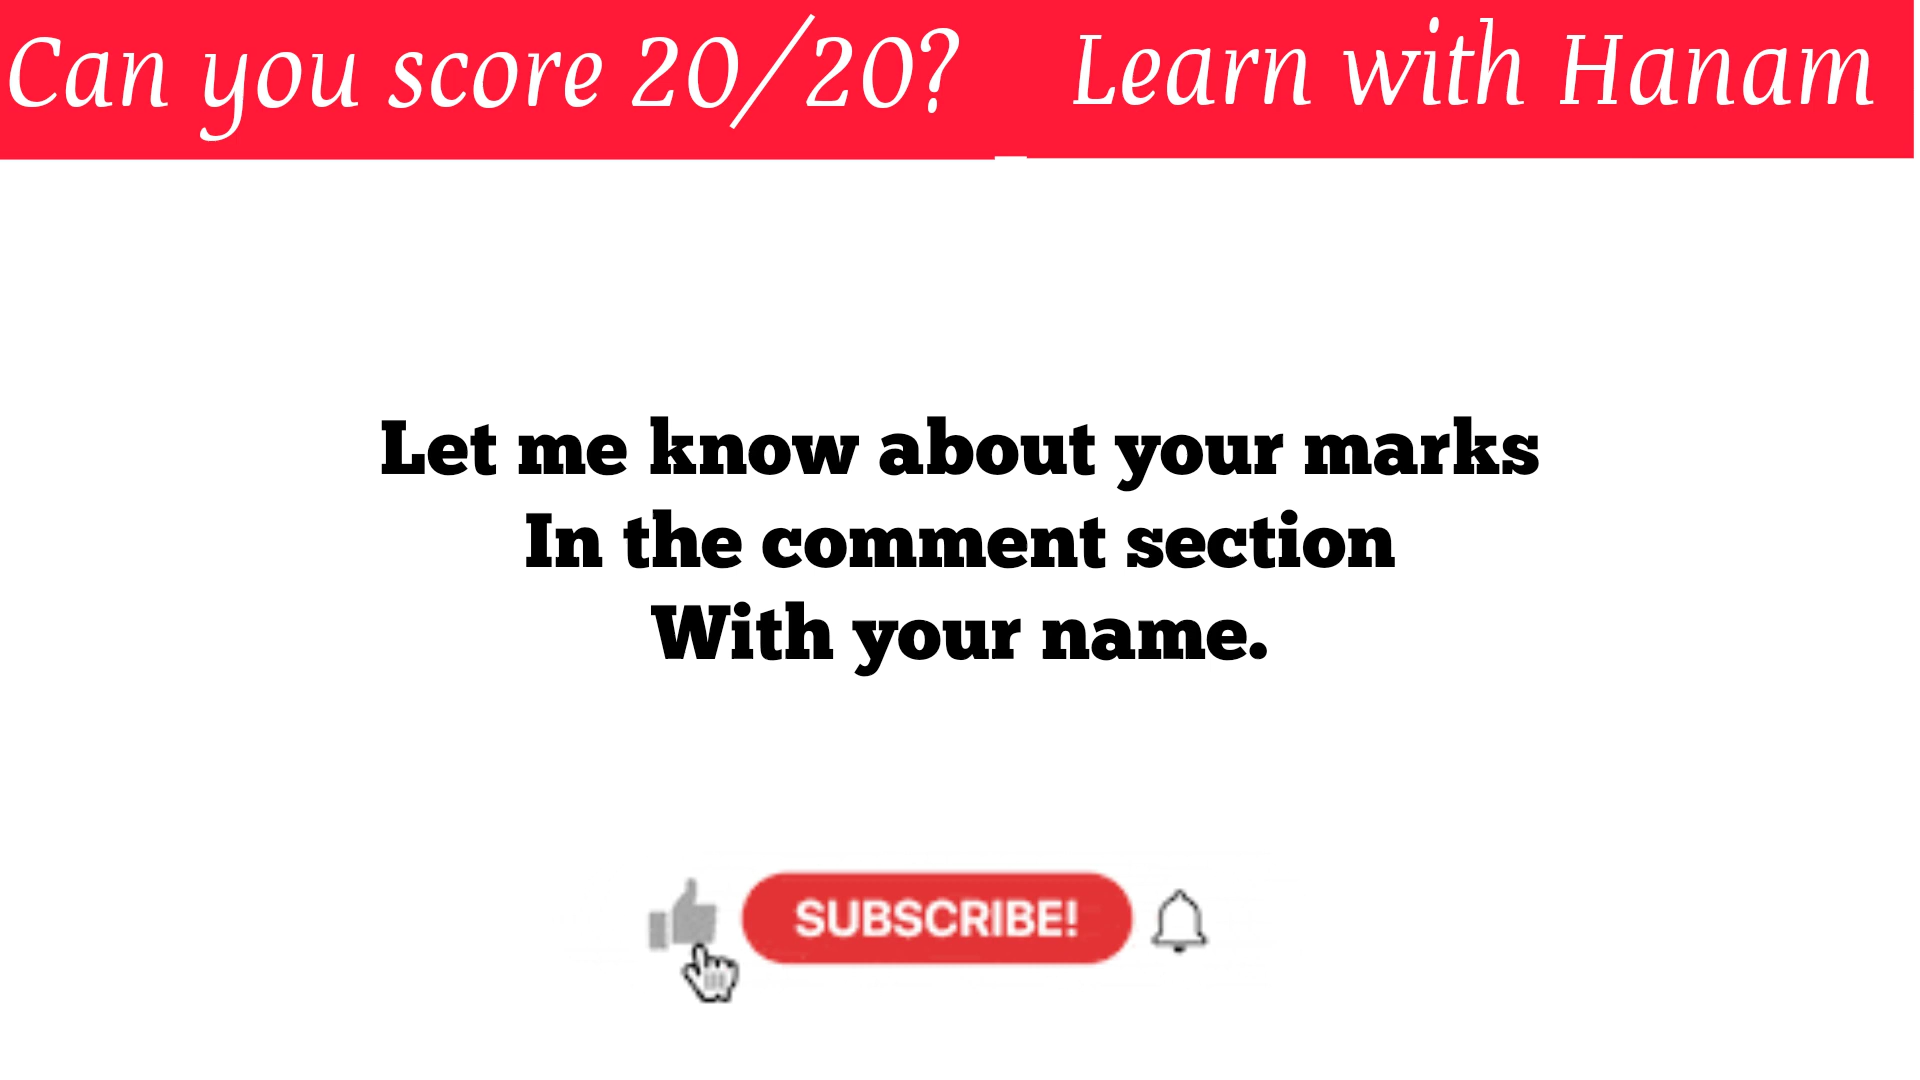 Can you score 20/20? Learn with Hanam
Let me know about your marks
In the comment section
With your name.
SUBSCRIBE!